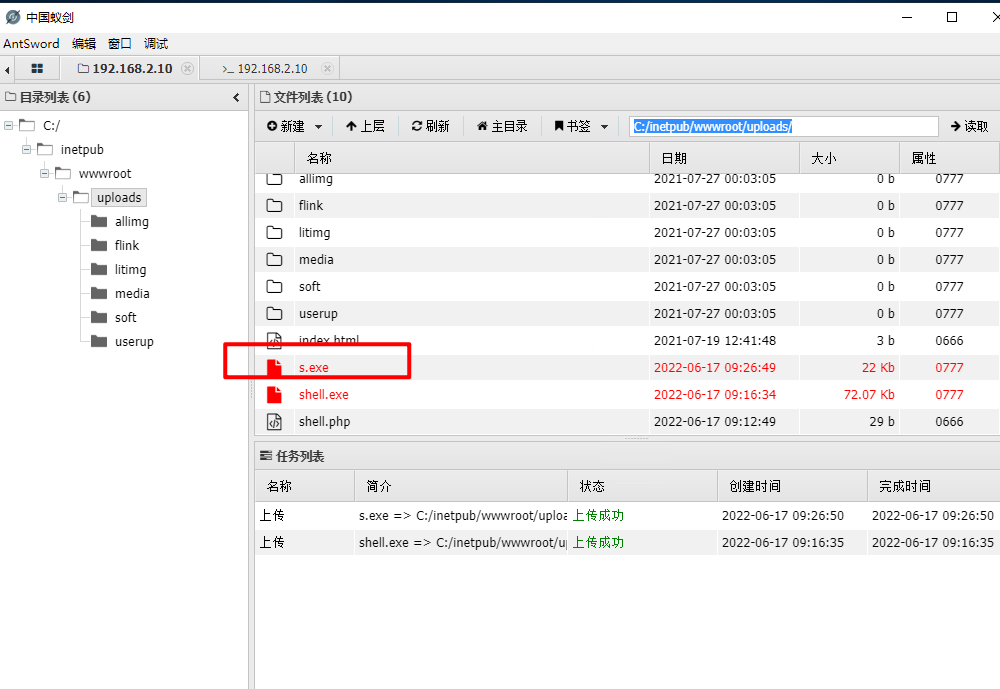 中国蚁剑
AntSword 编辑 窗口 调试
192.168.2.10 >_ 192.168.2.10
目录列表 (6)
C:/
inetpub
wwwroot
uploads
allimg
flink
litimg
media
soft
userup
文件列表 (10)
新建 上层 刷新 主目录 书签 C:/inetpub/wwwroot/uploads/ 读取
名称 日期 大小 属性
allimg 2021-07-27 00:03:05 0 b 0777
flink 2021-07-27 00:03:05 0 b 0777
litimg 2021-07-27 00:03:05 0 b 0777
media 2021-07-27 00:03:05 0 b 0777
soft 2021-07-27 00:03:05 0 b 0777
userup 2021-07-27 00:03:05 0 b 0777
index.html 2021-07-19 12:41:48 3 b 0666
s.exe 2022-06-17 09:26:49 22 Kb 0777
shell.exe 2022-06-17 09:16:34 72.07 Kb 0777
shell.php 2022-06-17 09:12:49 29 b 0666
任务列表
名称 简介 状态 创建时间 完成时间
上传 s.exe => C:/inetpub/wwwroot/uploa 上传成功 2022-06-17 09:26:50 2022-06-17 09:26:50
上传 shell.exe => C:/inetpub/wwwroot/u 上传成功 2022-06-17 09:16:35 2022-06-17 09:16:35